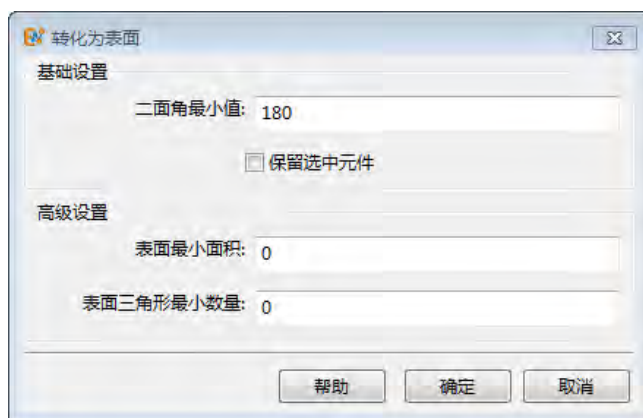 转化为表面
基础设置
二面角最小值: 180
保留选中元件
高级设置
表面最小面积: 0
表面三角形最小数量: 0
帮助 确定 取消